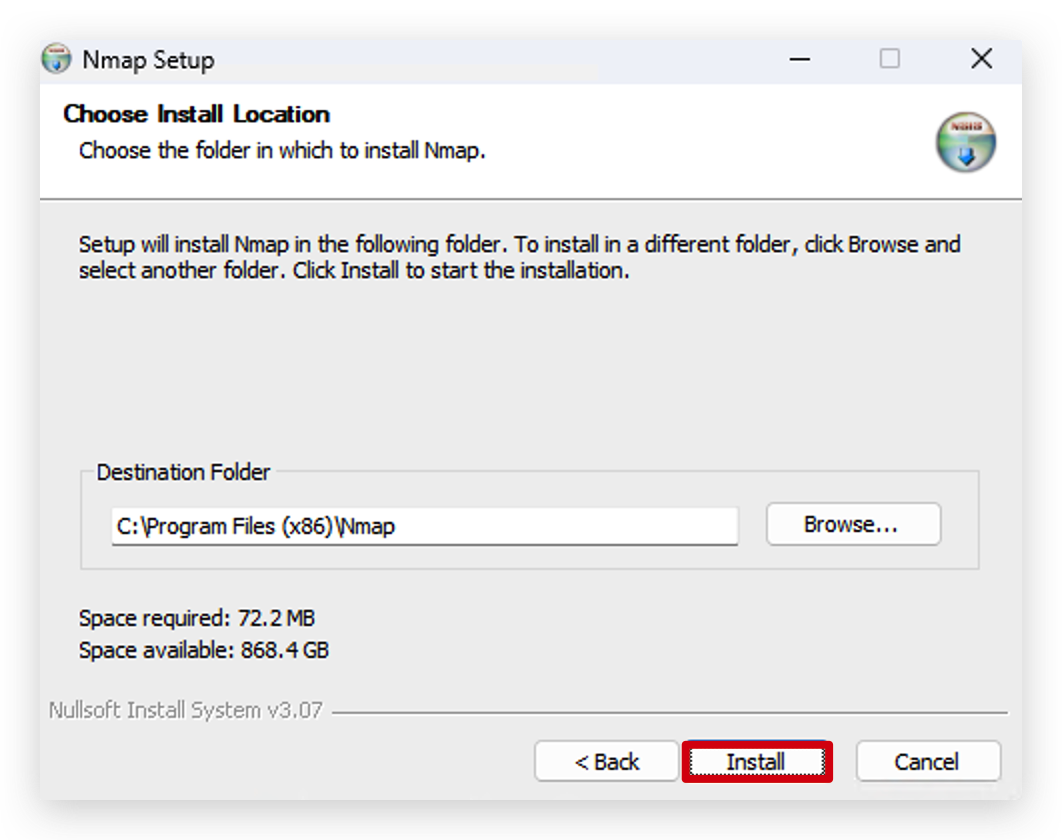 Nmap Setup
Choose Install Location
Choose the folder in which to install Nmap.
NSIS
Setup will install Nmap in the following folder. To install in a different folder, click Browse and
select another folder. Click Install to start the installation.
Destination Folder
C:\Program Files (x86)\Nmap
Browse...
Space required: 72.2 MB
Space available: 868.4 GB
Nullsoft Install System v3.07
< Back
Install
Cancel